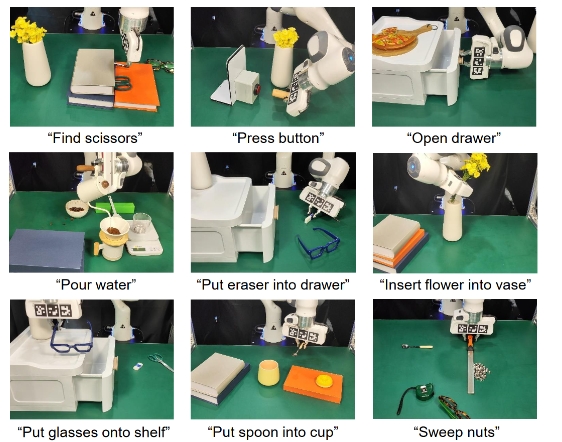 “Find scissors”
“Press button”
“Open drawer”
“Pour water”
“Put eraser into drawer”
“Insert flower into vase”
“Put glasses onto shelf”
“Put spoon into cup”
“Sweep nuts”